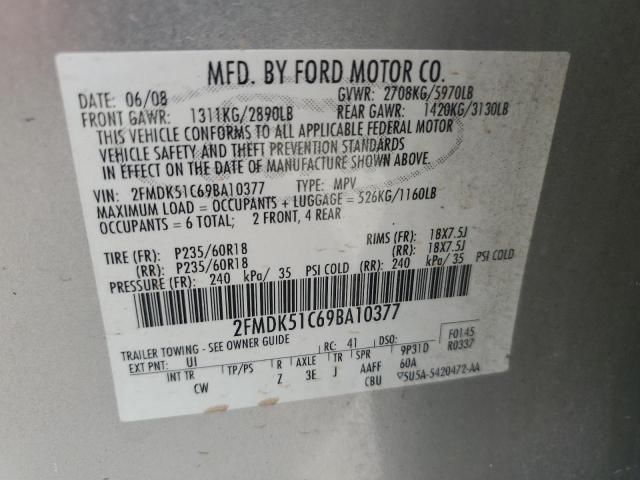 MFD. BY FORD MOTOR CO.
DATE: 06/08 GVWR: 2708KG/5970LB
FRONT GAWR: 1311KG/2890LB REAR GAWR: 1420KG/3130LB
THIS VEHICLE CONFORMS TO ALL APPLICABLE FEDERAL MOTOR
VEHICLE SAFETY AND THEFT PREVENTION STANDARDS
IN EFFECT ON THE DATE OF MANUFACTURE SHOWN ABOVE.
VIN: 2FMDK51C69BA10377 TYPE: MPV
MAXIMUM LOAD = OCCUPANTS + LUGGAGE = 526KG/1160LB
OCCUPANTS = 6 TOTAL; 2 FRONT, 4 REAR
TIRE (FR): P235/60R18 RIMS (FR): 18X7.5J
(RR): P235/60R18 (RR): 18X7.5J
PRESSURE (FR): 240 kPa/ 35 PSI COLD (RR): 240 kPa/ 35 PSI COLD
2FMDK51C69BA10377
TRAILER TOWING - SEE OWNER GUIDE F0145
EXT PNT: UI RC: 41 DSO: 9P31D R0337
INT TR TP/PS R AXLE TR SPR 60A
CW Z 3E J AAFF
CBU 5U5A-5420472-AA